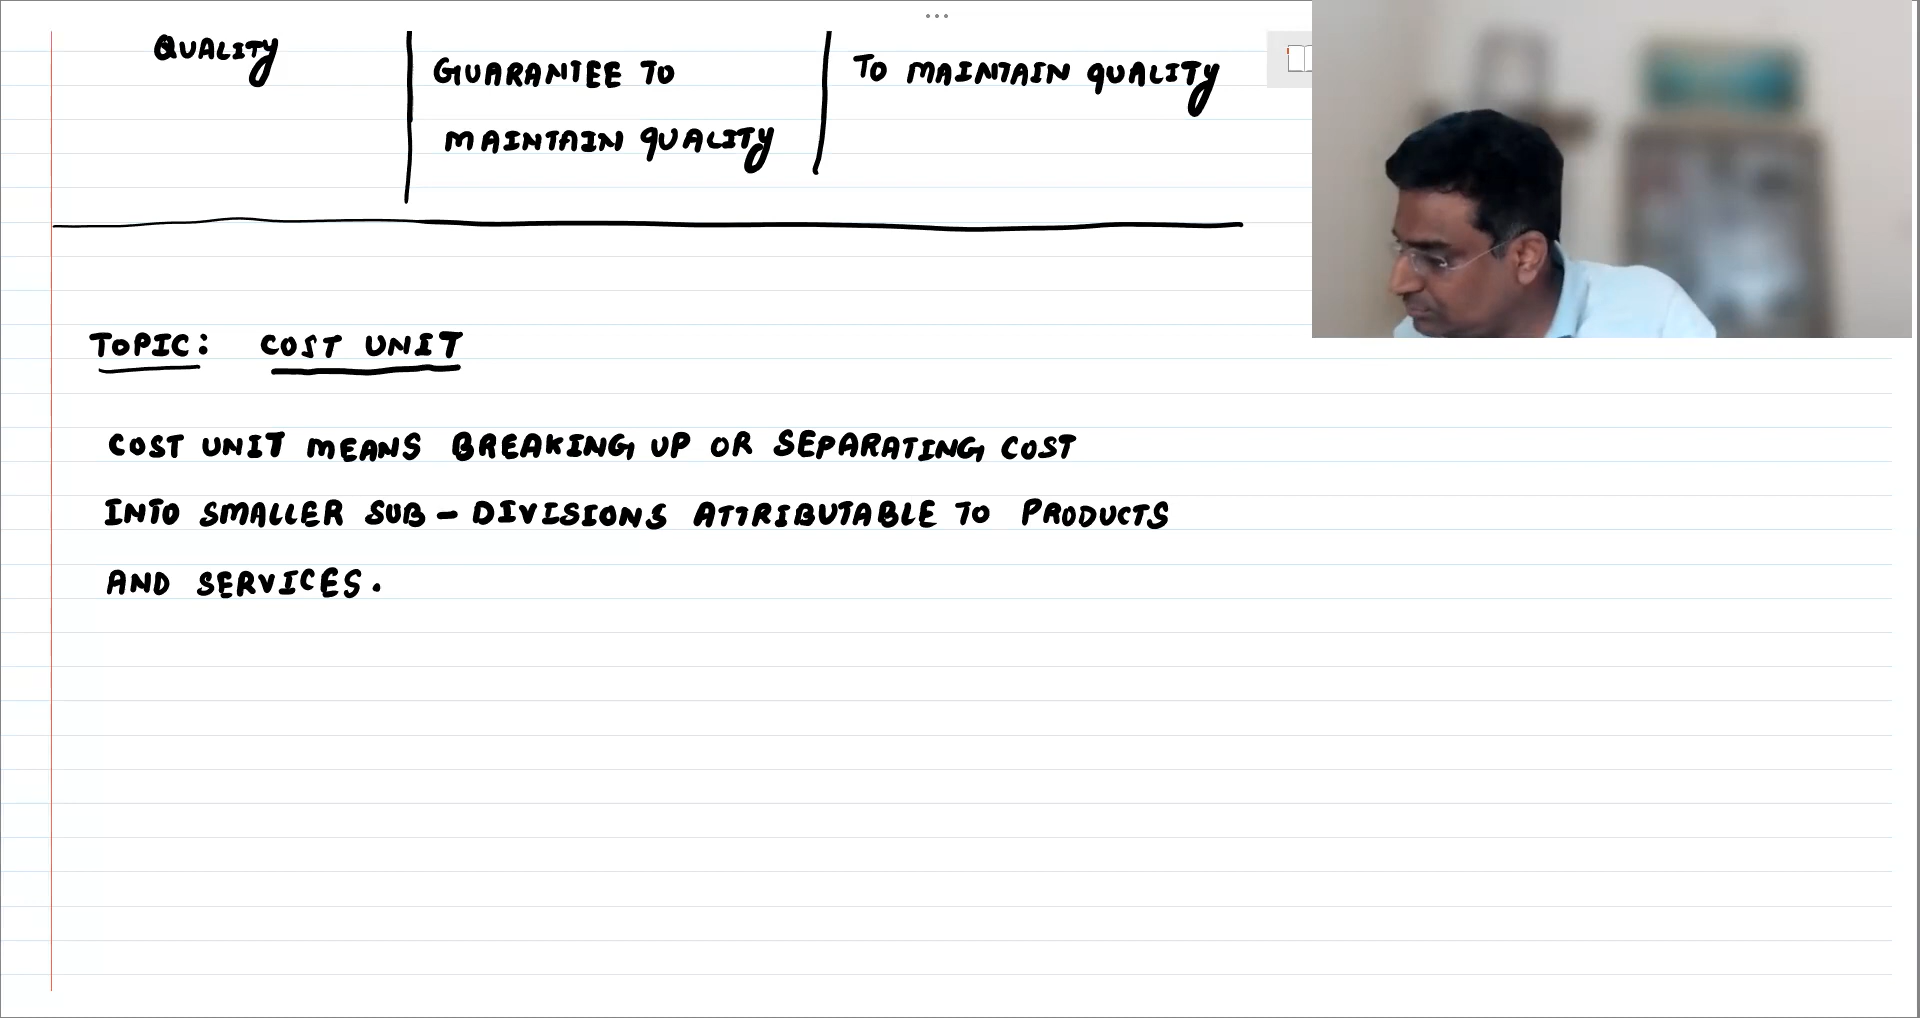 QUALITY
GUARANTEE TO
MAINTAIN QUALITY
TO MAINTAIN QUALITY
TOPIC: COST UNIT
COST UNIT MEANS BREAKING UP OR SEPARATING COST
INTO SMALLER SUB - DIVISIONS ATTRIBUTABLE TO PRODUCTS
AND SERVICES.